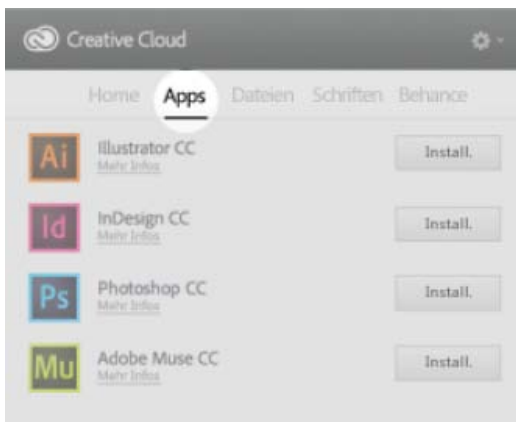 Creative Cloud
Home Apps Dateien Schriften Behance
Ai Illustrator CC Install.
Mehr Infos
Id InDesign CC Install.
Mehr Infos
Ps Photoshop CC Install.
Mehr Infos
Mu Adobe Muse CC Install.
Mehr Infos